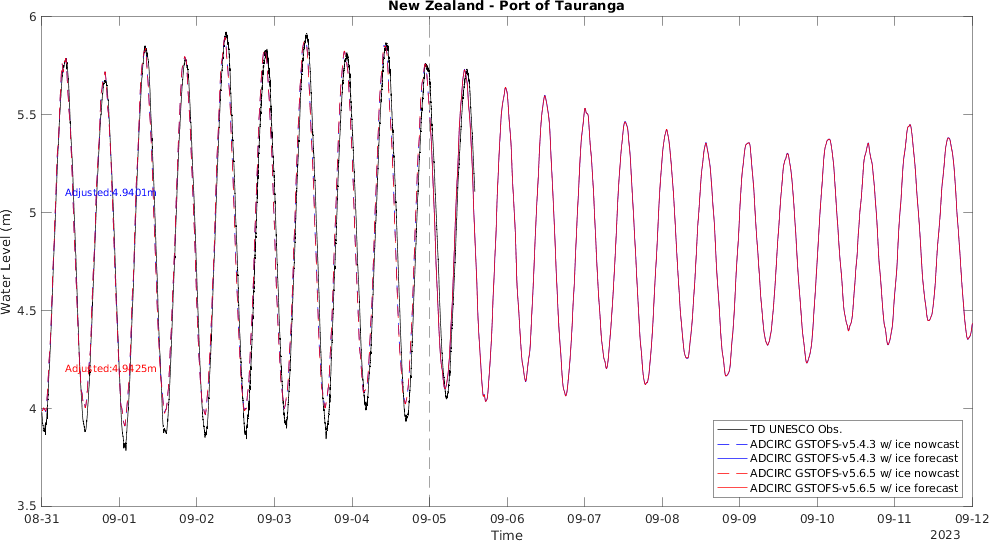 New Zealand - Port of Tauranga
6
5.5
5
4.5
4
3.5
Water Level (m)
Adjusted:4.9401m
Adjusted:4.9425m
TD UNESCO Obs.
ADCIRC GSTOFS-v5.4.3 w/ ice nowcast
ADCIRC GSTOFS-v5.4.3 w/ ice forecast
ADCIRC GSTOFS-v5.6.5 w/ ice nowcast
ADCIRC GSTOFS-v5.6.5 w/ ice forecast
08-31 09-01 09-02 09-03 09-04 09-05 09-06 09-07 09-08 09-09 09-10 09-11 09-12
Time
2023